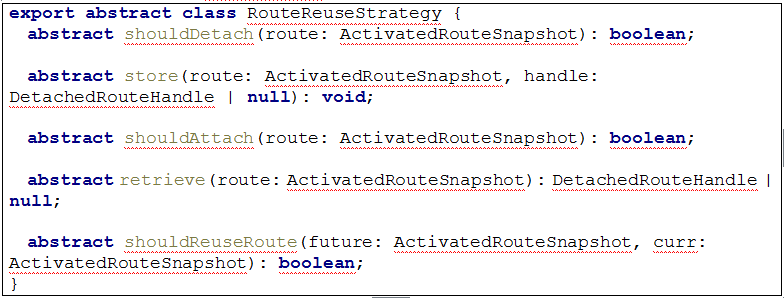 export abstract class RouteReuseStrategy {
  abstract shouldDetach(route: ActivatedRouteSnapshot): boolean;
  abstract store(route: ActivatedRouteSnapshot, handle:
DetachedRouteHandle | null): void;
  abstract shouldAttach(route: ActivatedRouteSnapshot): boolean;
  abstract retrieve(route: ActivatedRouteSnapshot): DetachedRouteHandle |
null;
  abstract shouldReuseRoute(future: ActivatedRouteSnapshot, curr:
ActivatedRouteSnapshot): boolean;
}